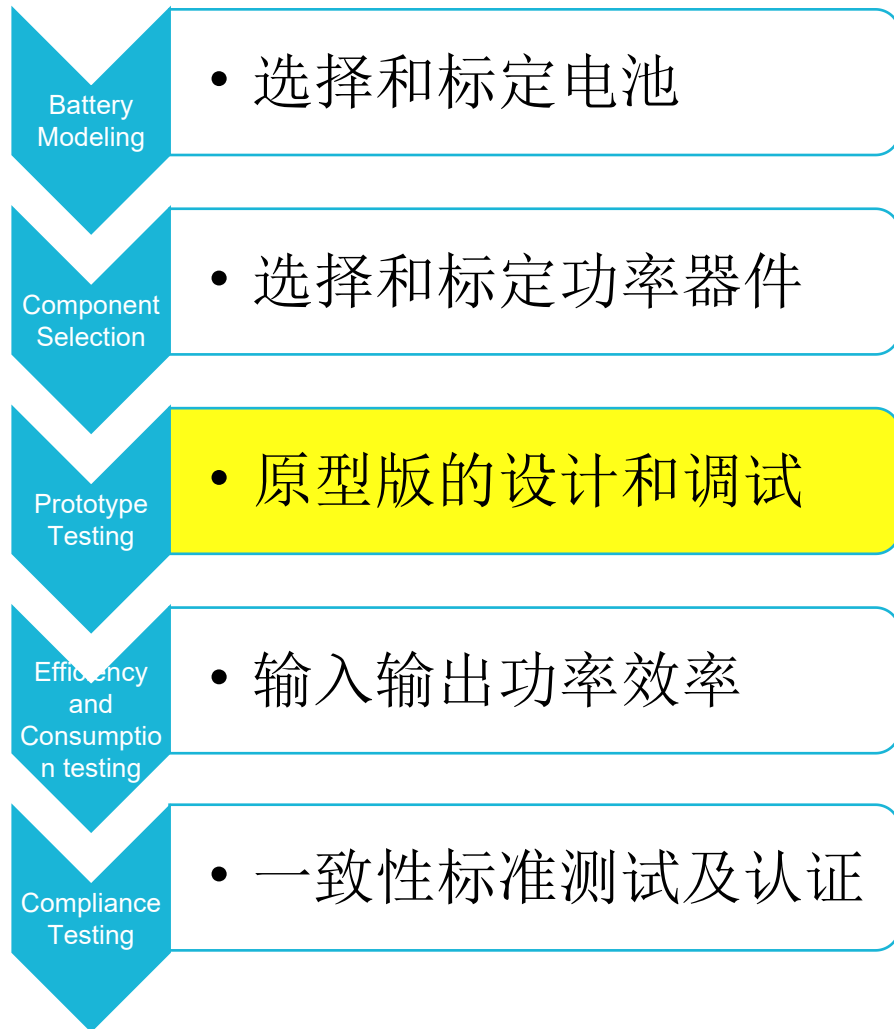 Battery
Modeling
• 选择和标定电池
Component
Selection
• 选择和标定功率器件
Prototype
Testing
• 原型版的设计和调试
Efficiency
and
Consumptio
n testing
• 输入输出功率效率
Compliance
Testing
• 一致性标准测试及认证